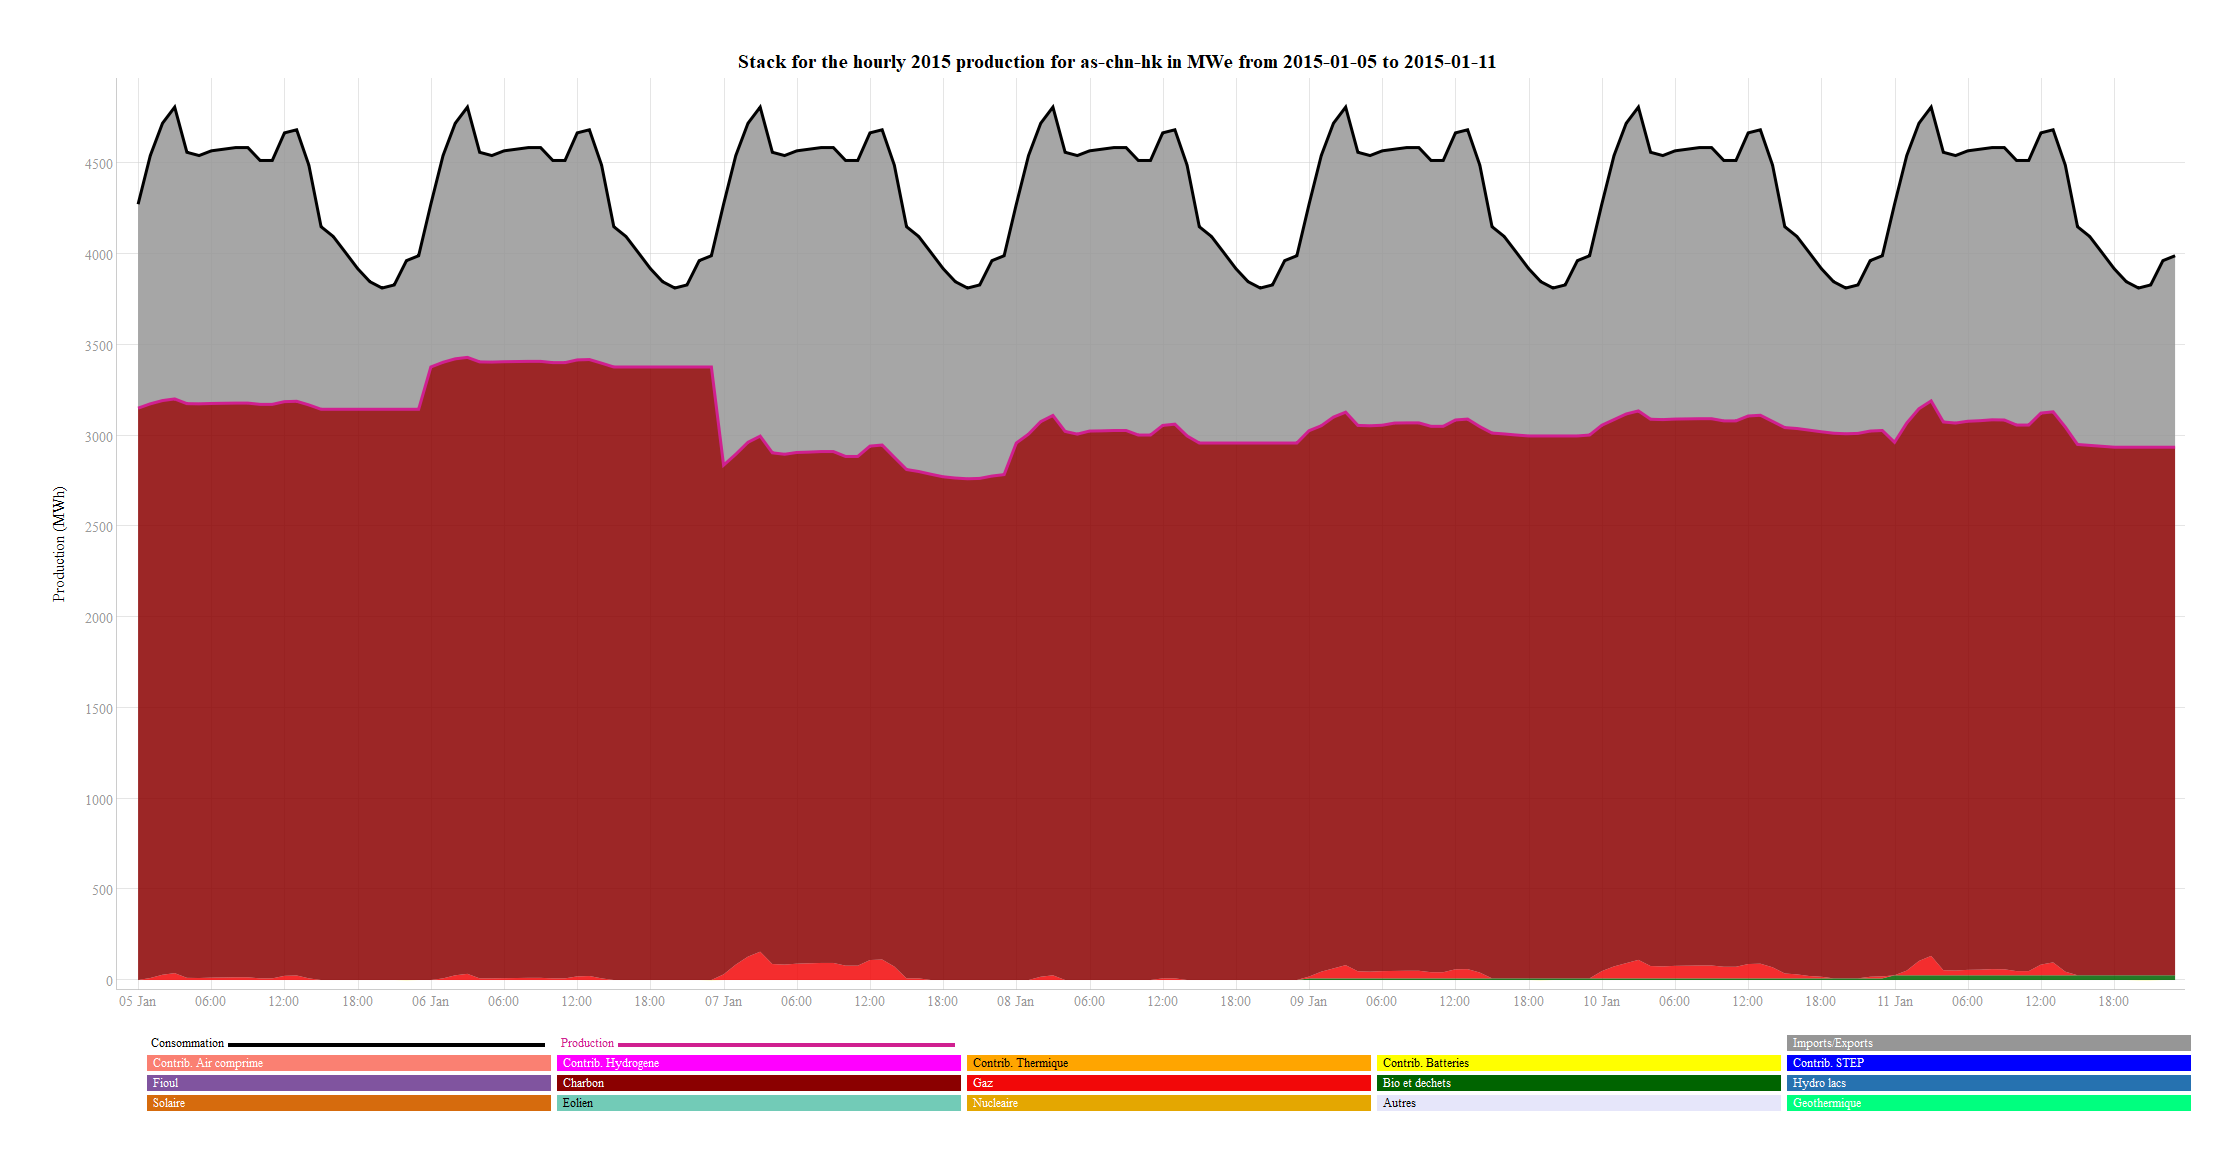 Stack for the hourly 2015 production for as-chn-hk in MWe from 2015-01-05 to 2015-01-11
4500
4000
3500
3000
2500
2000
1500
1000
500
0
Production (MWh)
05 Jan 06:00 12:00 18:00 06 Jan 06:00 12:00 18:00 07 Jan 06:00 12:00 18:00 08 Jan 06:00 12:00 18:00 09 Jan 06:00 12:00 18:00 10 Jan 06:00 12:00 18:00 11 Jan 06:00 12:00 18:00
Consommation Production Imports/Exports
Contrib. Air comprime Contrib. Hydrogene Contrib. Thermique Contrib. Batteries Contrib. STEP
Fioul Charbon Gaz Bio et dechets Hydro lacs
Solaire Eolien Nucleaire Autres Geothermique